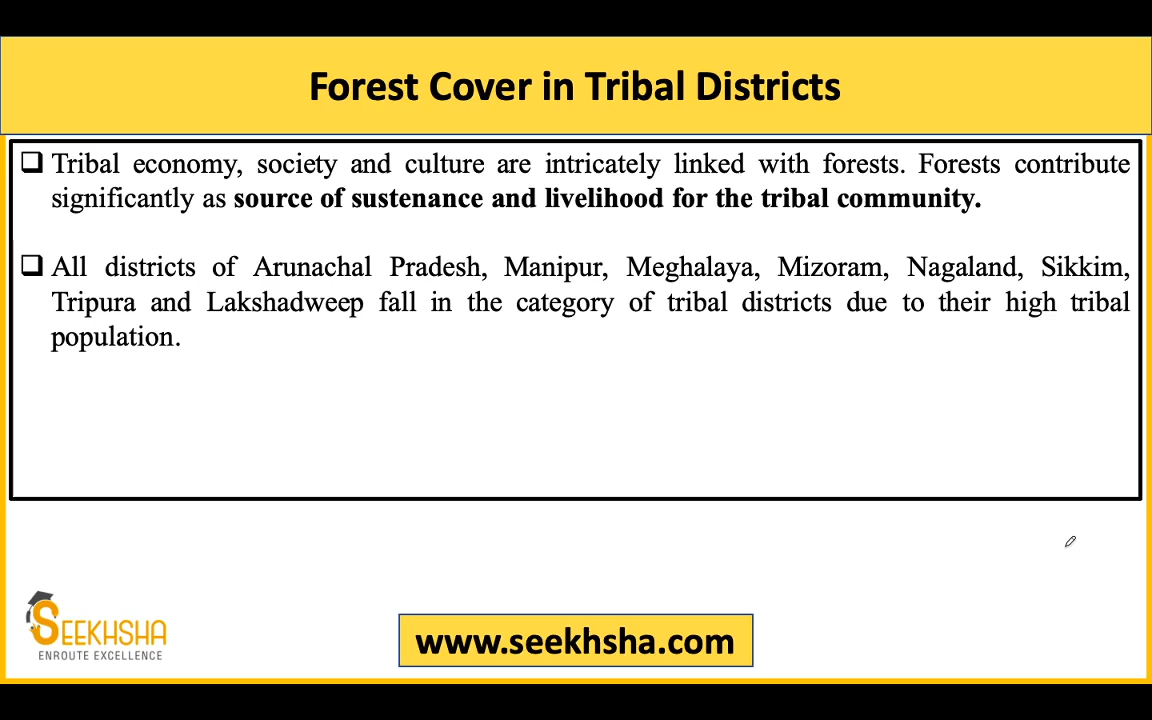 Forest Cover in Tribal Districts
Tribal economy, society and culture are intricately linked with forests. Forests contribute
significantly as source of sustenance and livelihood for the tribal community.
All districts of Arunachal Pradesh, Manipur, Meghalaya, Mizoram, Nagaland, Sikkim,
Tripura and Lakshadweep fall in the category of tribal districts due to their high tribal
population.
SEEKHSHA
ENROUTE EXCELLENCE
www.seekhsha.com